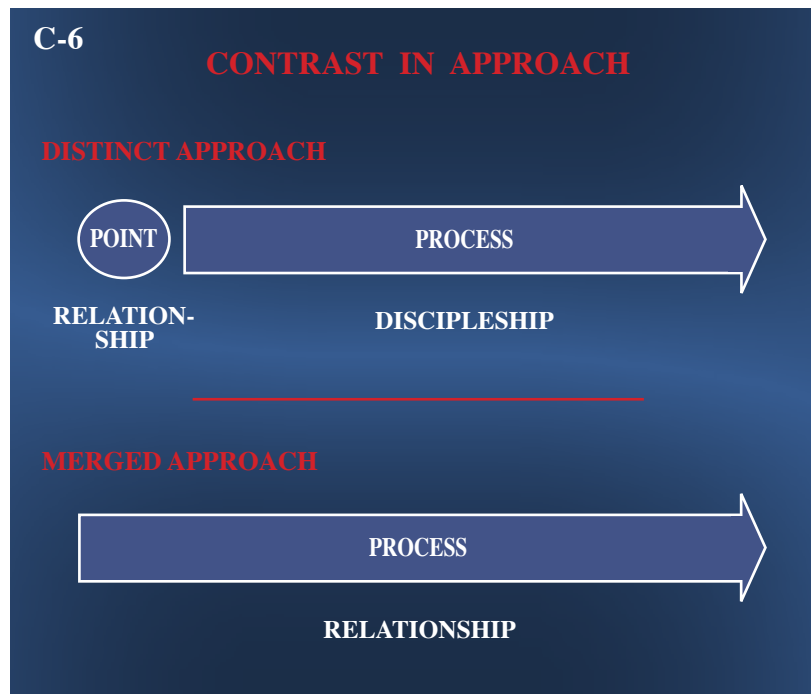 C-6
CONTRAST IN APPROACH
DISTINCT APPROACH
POINT
PROCESS
RELATION-
SHIP
DISCIPLESHIP
MERGED APPROACH
PROCESS
RELATIONSHIP